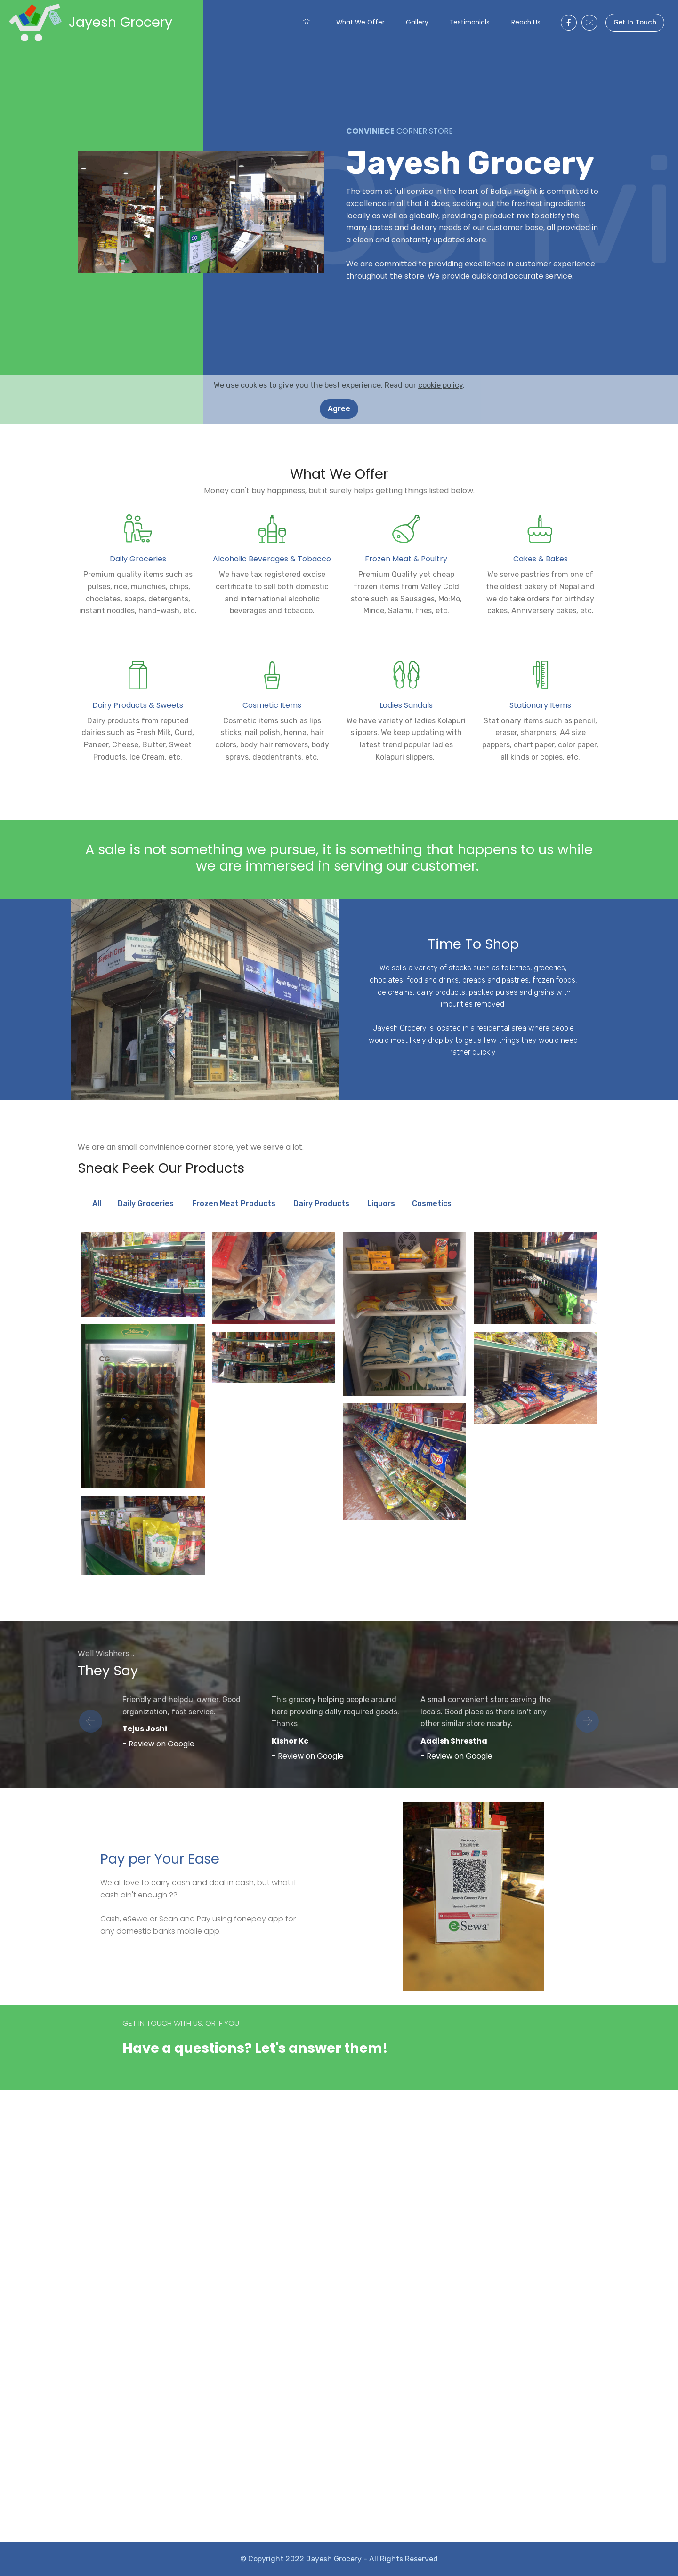 Jayesh Grocery
What We Offer
Gallery
Testimonials
Reach Us
Get In Touch
CONVINIECE CORNER STORE
Jayesh Grocery
The team at full service in the heart of Balaju Height is committed to
excellence in all that it does; seeking out the freshest ingredients
locally as well as globally, providing a product mix to satisfy the
many tastes and dietary needs of our customer base, all provided in
a clean and constantly updated store.
We are committed to providing excellence in customer experience
throughout the store. We provide quick and accurate service.
We use cookies to give you the best experience. Read our cookie policy.
Agree
What We Offer
Money can't buy happiness, but it surely helps getting things listed below.
Daily Groceries
Premium quality items such as
pulses, rice, munchies, chips,
choclates, soaps, detergents,
instant noodles, hand-wash, etc.
Alcoholic Beverages & Tobacco
We have tax registered excise
certificate to sell both domestic
and international alcoholic
beverages and tobacco.
Frozen Meat & Poultry
Premium Quality yet cheap
frozen items from Valley Cold
store such as Sausages, Mo:Mo,
Mince, Salami, fries, etc.
Cakes & Bakes
We serve pastries from one of
the oldest bakery of Nepal and
we do take orders for birthday
cakes, Anniversery cakes, etc.
Dairy Products & Sweets
Dairy products from reputed
dairies such as Fresh Milk, Curd,
Paneer, Cheese, Butter, Sweet
Products, Ice Cream, etc.
Cosmetic Items
Cosmetic items such as lips
sticks, nail polish, henna, hair
colors, body hair removers, body
sprays, deodentrants, etc.
Ladies Sandals
We have variety of ladies Kolapuri
slippers. We keep updating with
latest trend popular ladies
Kolapuri slippers.
Stationary Items
Stationary items such as pencil,
eraser, sharpners, A4 size
pappers, chart paper, color paper,
all kinds or copies, etc.
A sale is not something we pursue, it is something that happens to us while
we are immersed in serving our customer.
Time To Shop
We sells a variety of stocks such as toiletries, groceries,
choclates, food and drinks, breads and pastries, frozen foods,
ice creams, dairy products, packed pulses and grains with
impurities removed.
Jayesh Grocery is located in a residental area where people
would most likely drop by to get a few things they would need
rather quickly.
We are an small convinience corner store, yet we serve a lot.
Sneak Peek Our Products
All
Daily Groceries
Frozen Meat Products
Dairy Products
Liquors
Cosmetics
Well Wishhers ..
They Say
Friendly and helpdul owner. Good
organization, fast service.
Tejus Joshi
- Review on Google
This grocery helping people around
here providing dally required goods.
Thanks
Kishor Kc
- Review on Google
A small convenient store serving the
locals. Good place as there isn't any
other similar store nearby.
Aadish Shrestha
- Review on Google
Pay per Your Ease
We all love to carry cash and deal in cash, but what if
cash ain't enough ??
Cash, eSewa or Scan and Pay using fonepay app for
any domestic banks mobile app.
Jayesh Grocery Store
eSewa
GET IN TOUCH WITH US. OR IF YOU
Have a questions? Let's answer them!
© Copyright 2022 Jayesh Grocery - All Rights Reserved